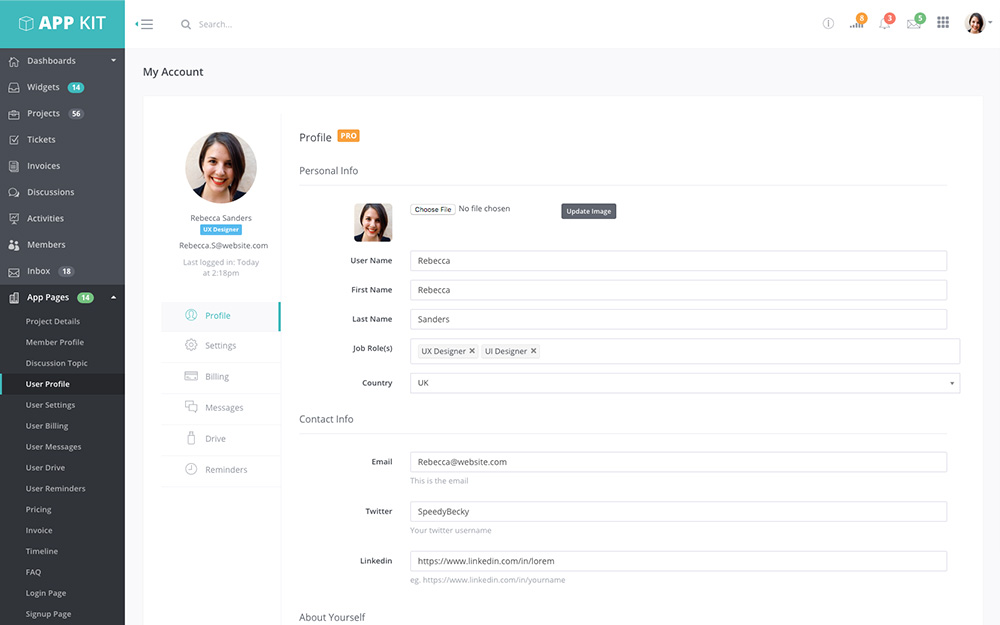 APP KIT
Search...
8
3
5
Dashboards
Widgets 14
Projects 56
Tickets
Invoices
Discussions
Activities
Members
Inbox 18
App Pages 14
Project Details
Member Profile
Discussion Topic
User Profile
User Settings
User Billing
User Messages
User Drive
User Reminders
Pricing
Invoice
Timeline
FAQ
Login Page
Signup Page
My Account
Rebecca Sanders
UX Designer
Rebecca.S@website.com
Last logged in: Today
at 2:18pm
Profile
Settings
Billing
Messages
Drive
Reminders
Profile PRO
Personal Info
Choose File No file chosen Update Image
User Name Rebecca
First Name Rebecca
Last Name Sanders
Job Role(s) UX Designer × UI Designer ×
Country UK
Contact Info
Email Rebecca@website.com
This is the email
Twitter SpeedyBecky
Your twitter username
Linkedin https://www.linkedin.com/in/lorem
eg. https://www.linkedin.com/in/yourname
About Yourself